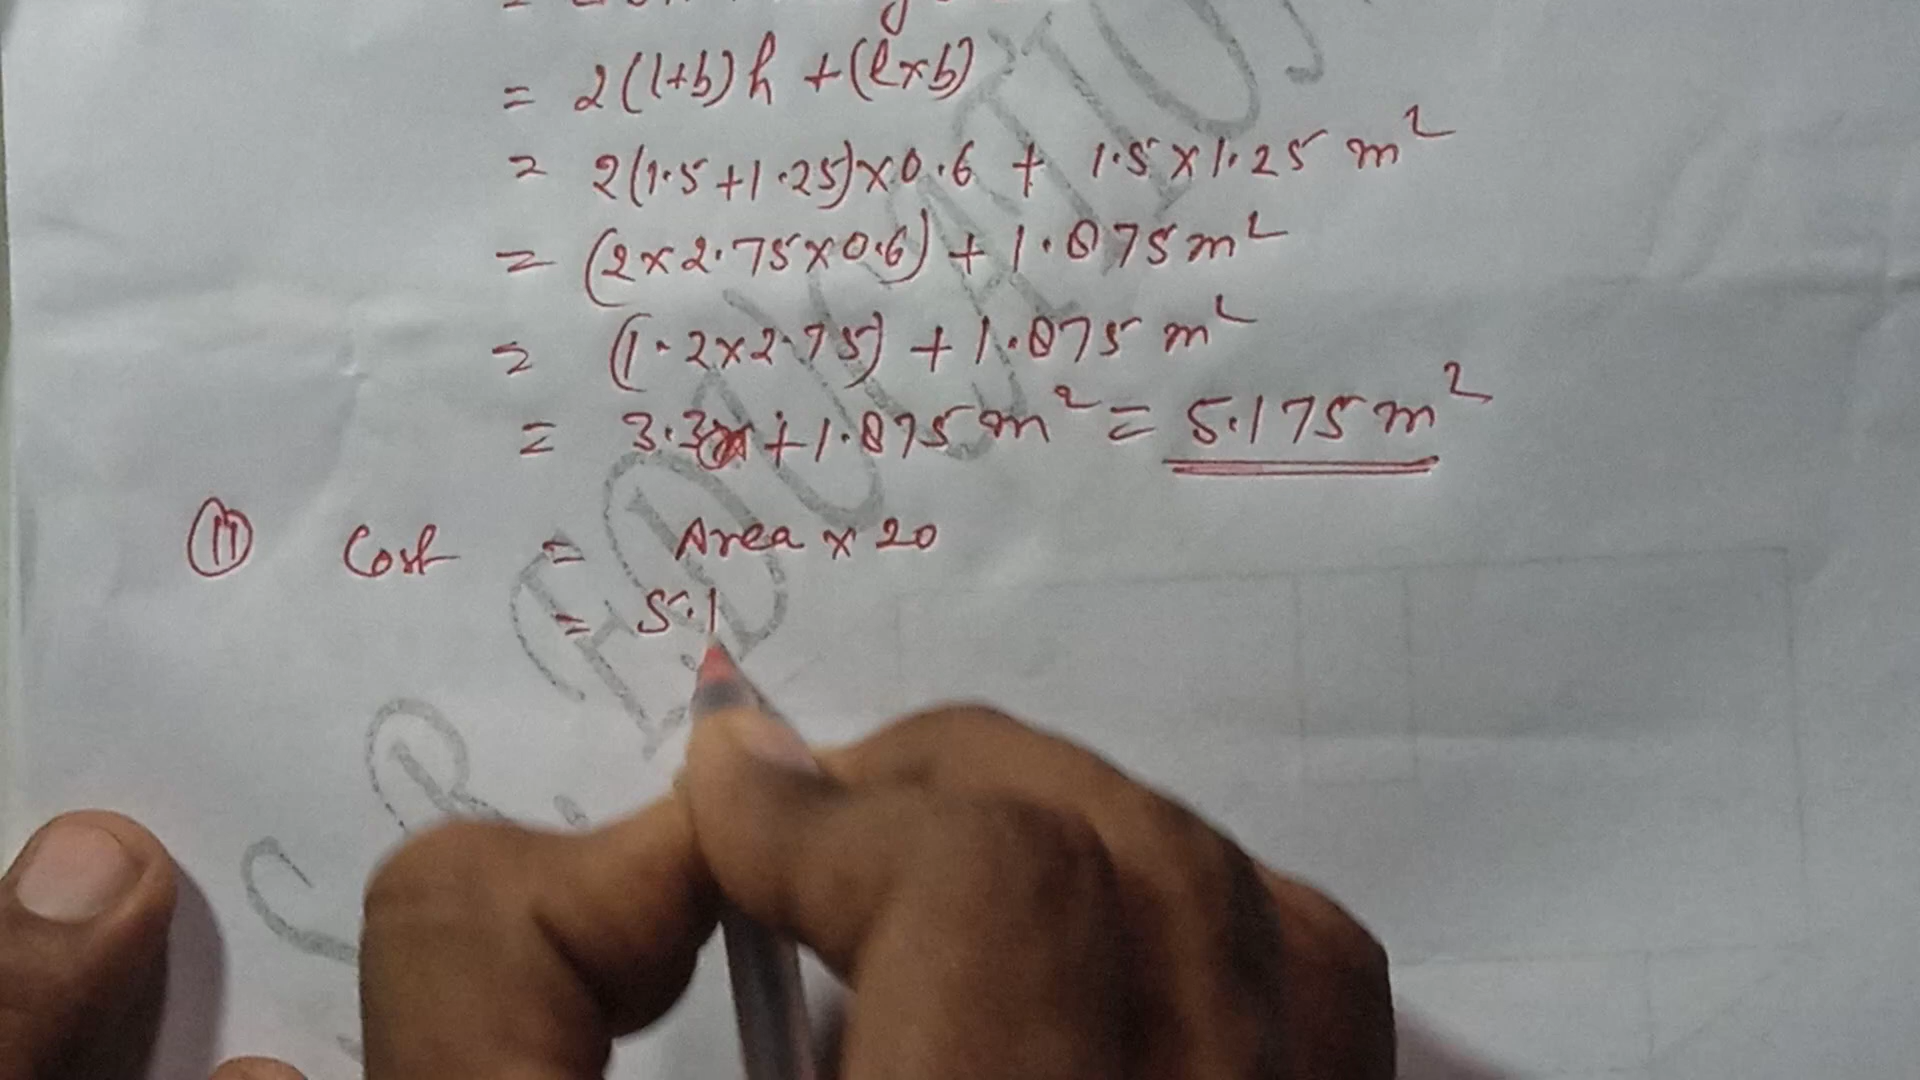 = 2(l+b)h + (l×b)
= 2(1.5+1.25)×0.6 + 1.5×1.25 m²
= (2×2.75×0.6) + 1.875 m²
= (1.2×2.75) + 1.875 m²
= 3.3 + 1.875 m² = 5.175 m²
(ii) Cost = Area × 20
= 5.1